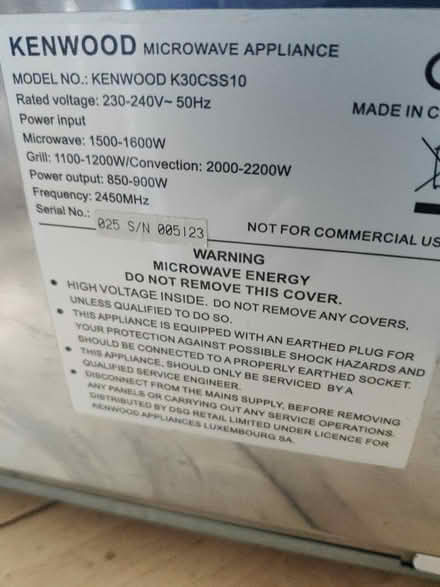 KENWOOD MICROWAVE APPLIANCE
MODEL NO.: KENWOOD K30CSS10
Rated voltage: 230-240V~ 50Hz
MADE IN C
Power input
Microwave: 1500-1600W
Grill: 1100-1200W/Convection: 2000-2200W
Power output: 850-900W
Frequency: 2450MHz
Serial No.: 025 S/N 005123
NOT FOR COMMERCIAL US
WARNING
MICROWAVE ENERGY
DO NOT REMOVE THIS COVER.
• HIGH VOLTAGE INSIDE. DO NOT REMOVE ANY COVERS,
UNLESS QUALIFIED TO DO SO.
• THIS APPLIANCE IS EQUIPPED WITH AN EARTHED PLUG FOR
YOUR PROTECTION AGAINST POSSIBLE SHOCK HAZARDS AND
SHOULD BE CONNECTED TO A PROPERLY EARTHED SOCKET.
• THIS APPLIANCE, SHOULD ONLY BE SERVICED BY A
QUALIFIED SERVICE ENGINEER.
• DISCONNECT FROM THE MAINS SUPPLY, BEFORE REMOVING
ANY PANELS OR CARRYING OUT ANY SERVICE OPERATIONS.
DISTRIBUTED BY DSG RETAIL LIMITED UNDER LICENCE FOR
KENWOOD APPLIANCES LUXEMBOURG SA.